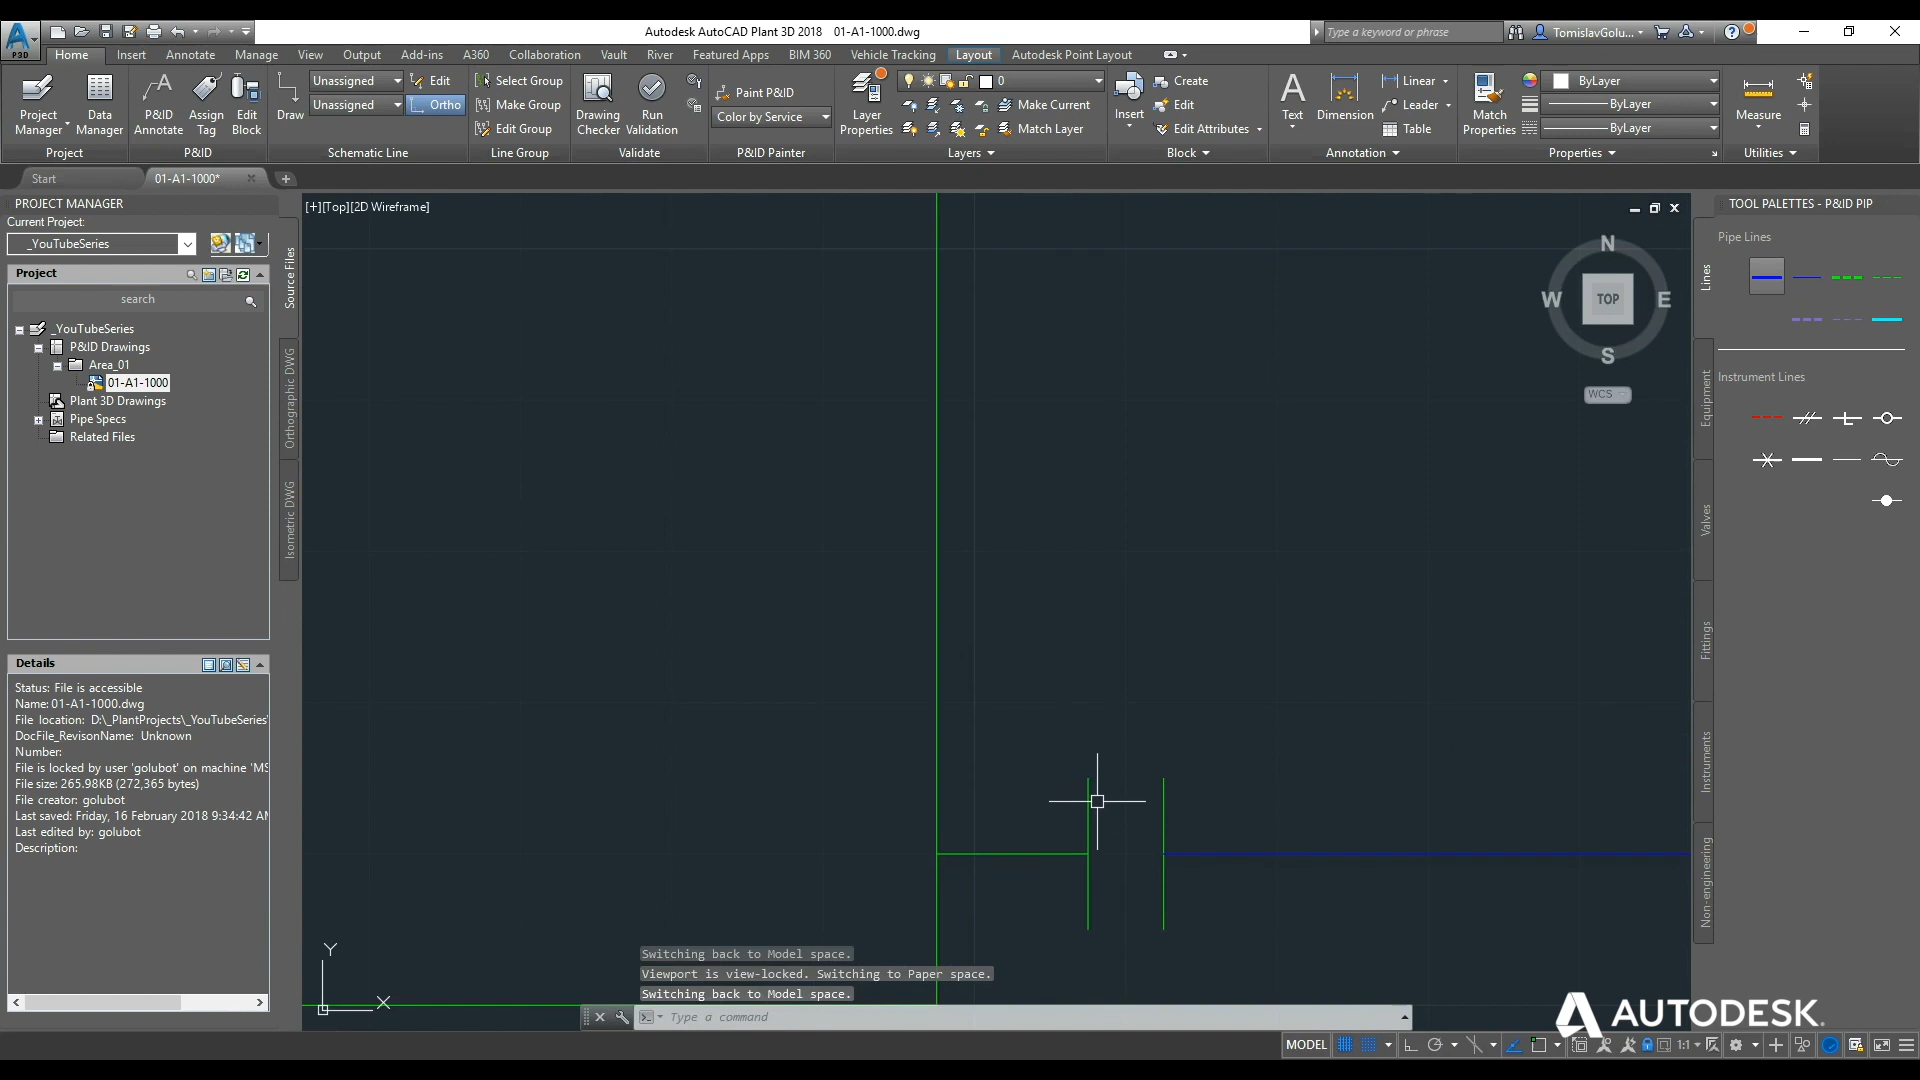 Autodesk AutoCAD Plant 3D 2018 01-A1-1000.dwg
Type a keyword or phrase
TomislavGolu...
P3D
Home Insert Annotate Manage View Output Add-ins A360 Collaboration Vault River Featured Apps BIM 360 Vehicle Tracking Layout Autodesk Point Layout
Project Manager
Data Manager
P&ID Annotate
Assign Tag
Edit Block
Draw
Unassigned
Unassigned
Edit
Ortho
Select Group
Make Group
Edit Group
Drawing Checker
Run Validation
Paint P&ID
Color by Service
Layer Properties
0
Make Current
Match Layer
Insert
Create
Edit
Edit Attributes
Text
Dimension
Linear
Leader
Table
Match Properties
ByLayer
ByLayer
ByLayer
Measure
Project P&ID Schematic Line Line Group Validate P&ID Painter Layers Block Annotation Properties Utilities
Start 01-A1-1000*
PROJECT MANAGER
Current Project:
_YouTubeSeries
Project
search
_YouTubeSeries
P&ID Drawings
Area_01
01-A1-1000
Plant 3D Drawings
Pipe Specs
Related Files
Source Files
Orthographic DWG
Isometric DWG
Details
Status: File is accessible
Name: 01-A1-1000.dwg
File location: D:\_PlantProjects\_YouTubeSeries\
DocFile_RevisonName: Unknown
Number:
File is locked by user 'golubot' on machine 'MS
File size: 265.98KB (272,365 bytes)
File creator: golubot
Last saved: Friday, 16 February 2018 9:34:42 AM
Last edited by: golubot
Description:
[+][Top][2D Wireframe]
N
W TOP E
S
WCS
Y
X
Switching back to Model space.
Viewport is view-locked. Switching to Paper space.
Switching back to Model space.
Type a command
TOOL PALETTES - P&ID PIP
Pipe Lines
Instrument Lines
Lines
Equipment
Valves
Fittings
Instruments
Non-engineering
AUTODESK.
MODEL
1:1